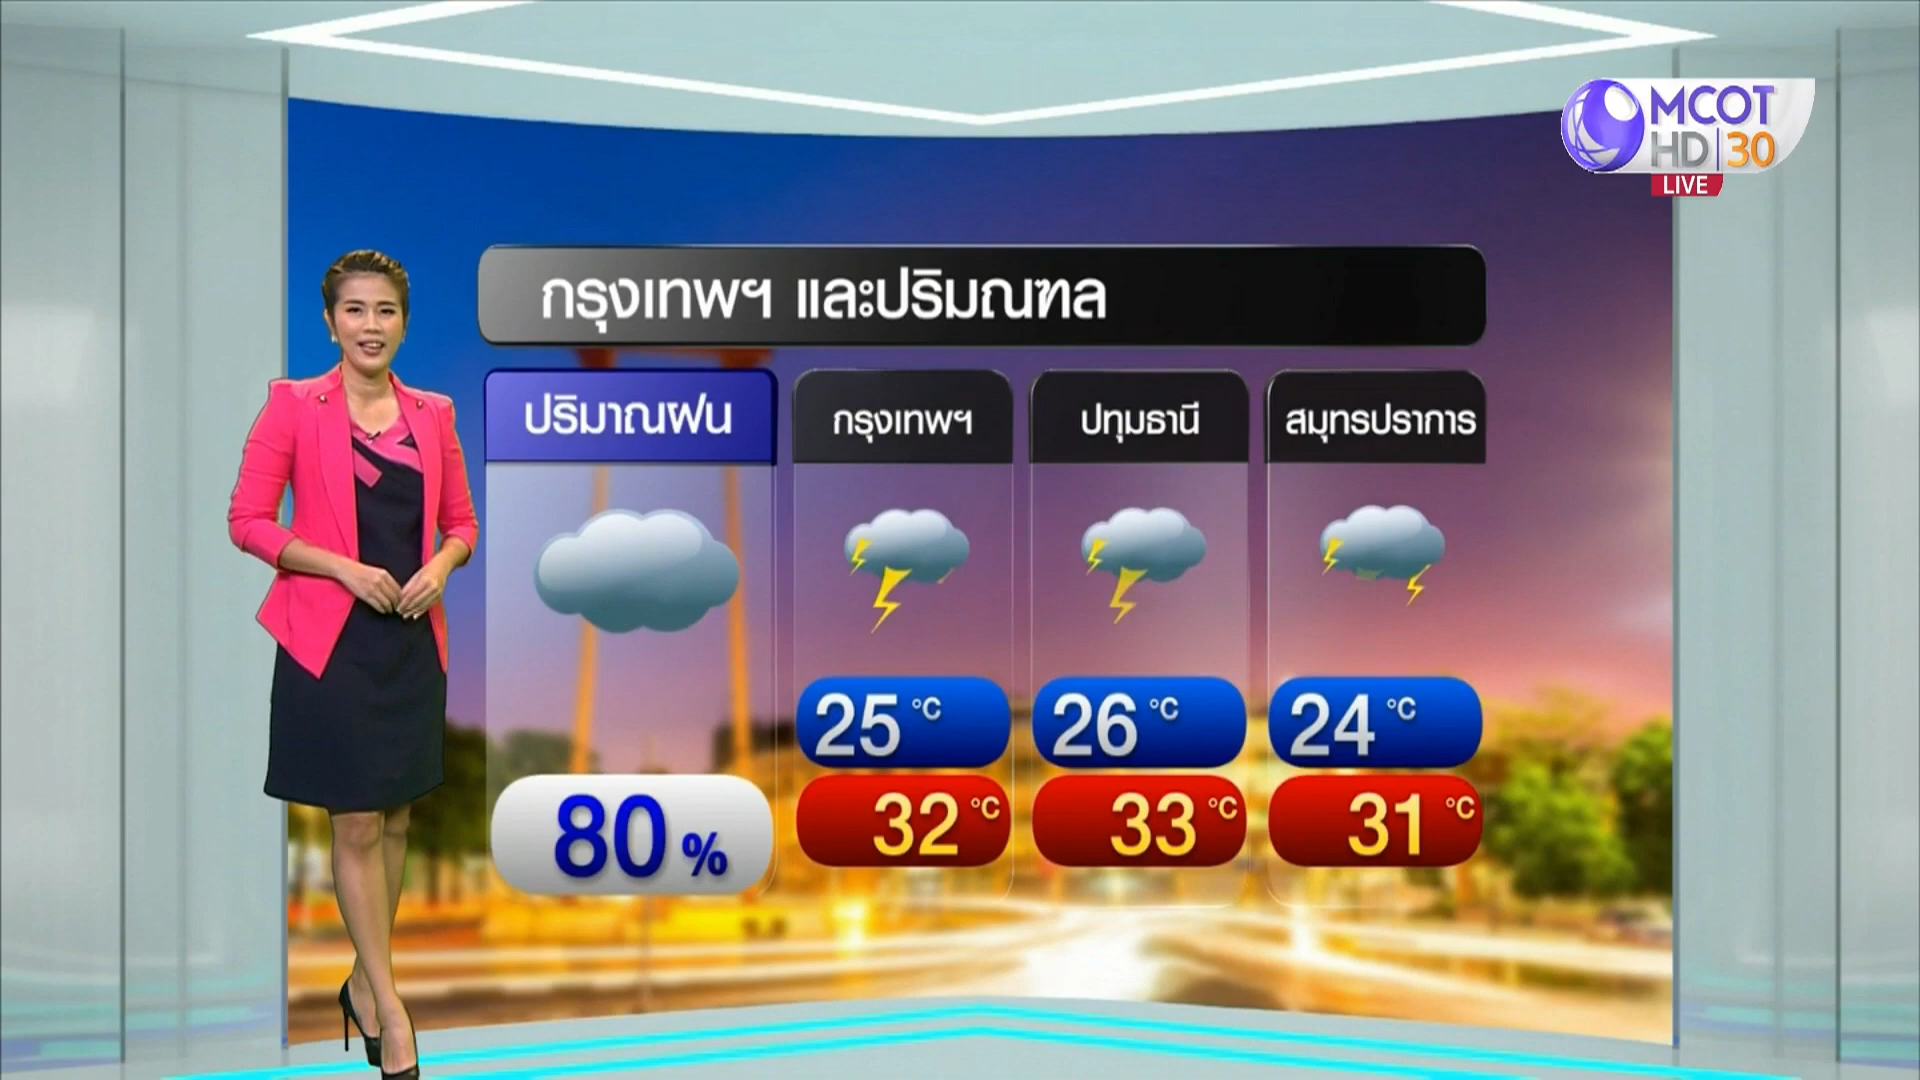 MCOT
HD 30
LIVE
กรุงเทพฯ และปริมณฑล
ปริมาณฝน
กรุงเทพฯ
ปทุมธานี
สมุทรปราการ
25 °C
26 °C
24 °C
80 %
32 °C
33 °C
31 °C